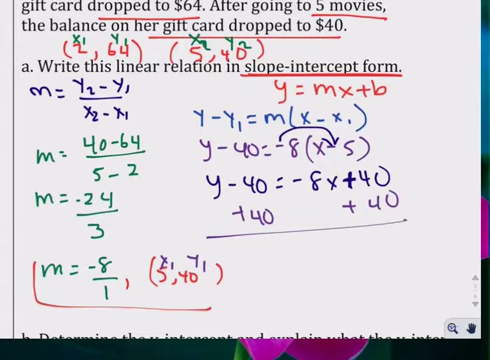 gift card dropped to $64. After going to 5 movies,
the balance on her gift card dropped to $40.
x₁ y₁ x₂ y₂
(2, 64) (5, 40)
a. Write this linear relation in slope-intercept form.
y = mx + b
m = y₂ - y₁ / x₂ - x₁
y - y₁ = m(x - x₁)
m = 40 - 64 / 5 - 2
y - 40 = -8(x - 5)
y - 40 = -8x + 40
m = -24 / 3
+40 + 40
x₁ y₁
m = -8 / 1, (5, 40)